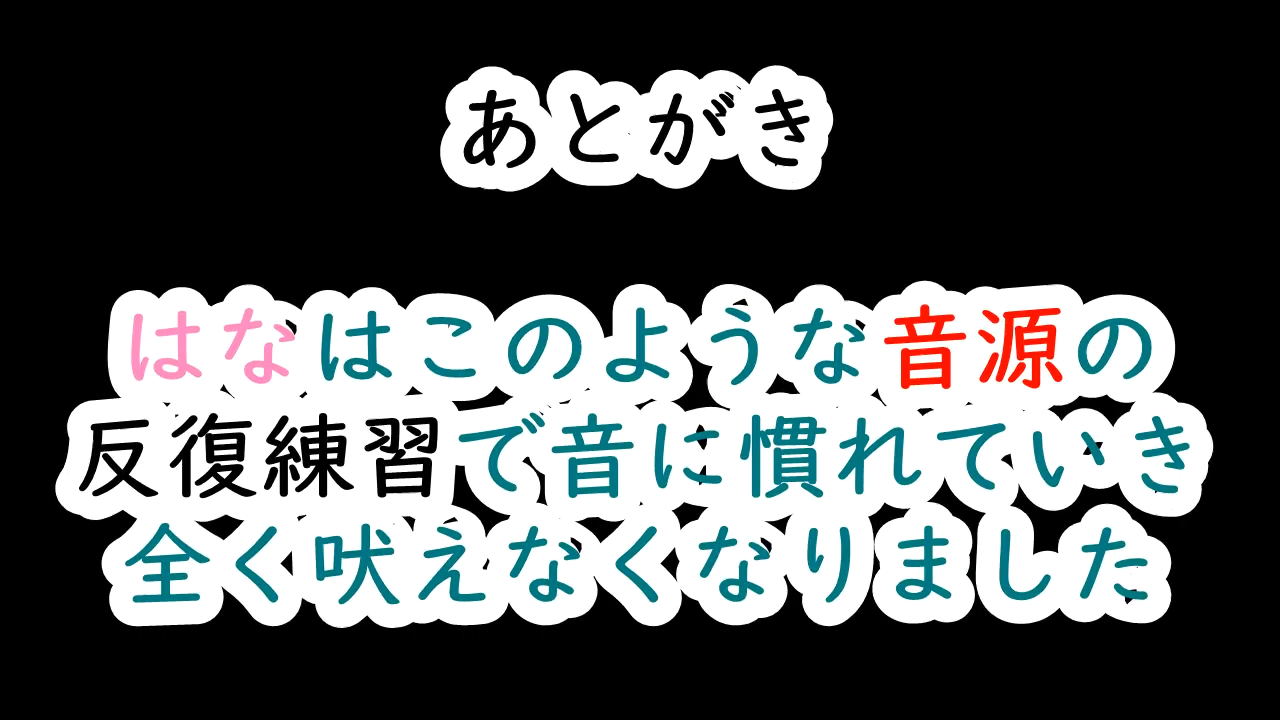 あとがき
はなはこのような音源の
反復練習で音に慣れていき
全く吠えなくなりました